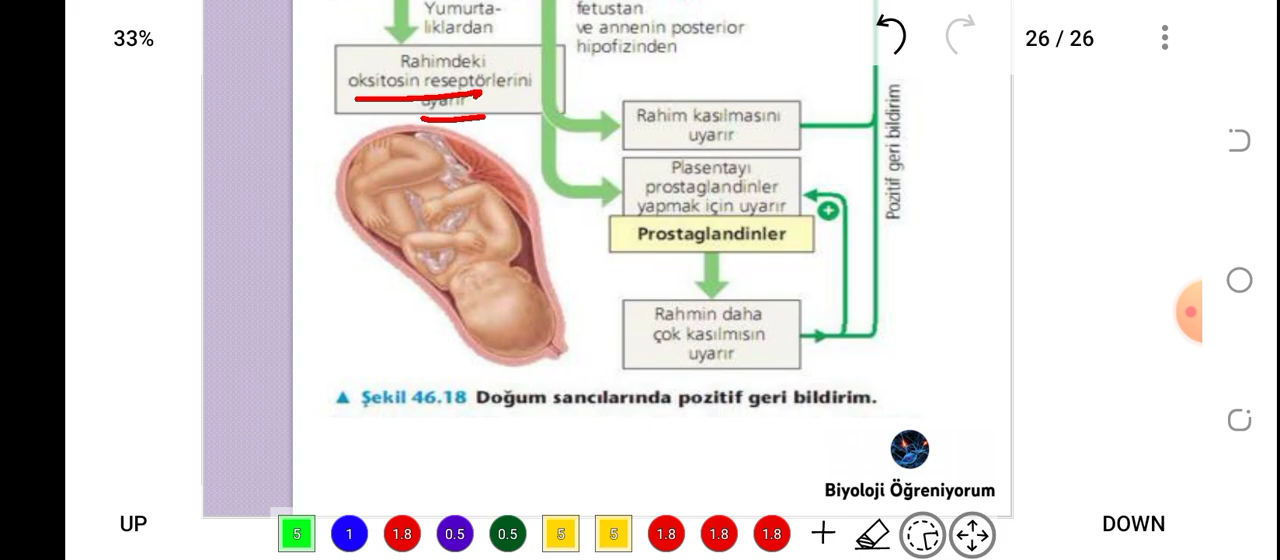 33%
Yumurta-
lıklardan
fetustan
ve annenin posterior
hipofizinden
26 / 26
Rahimdeki
oksitosin reseptörlerini
uyarır
Rahim kasılmasını
uyarır
Plasentayı
prostaglandinler
yapmak için uyarır
+
Prostaglandinler
Rahmin daha
çok kasılmısın
uyarır
Pozitif geri bildirim
▲ Şekil 46.18 Doğum sancılarında pozitif geri bildirim.
Biyoloji Öğreniyorum
UP
5 1 1.8 0.5 0.5 5 5 1.8 1.8 1.8
DOWN